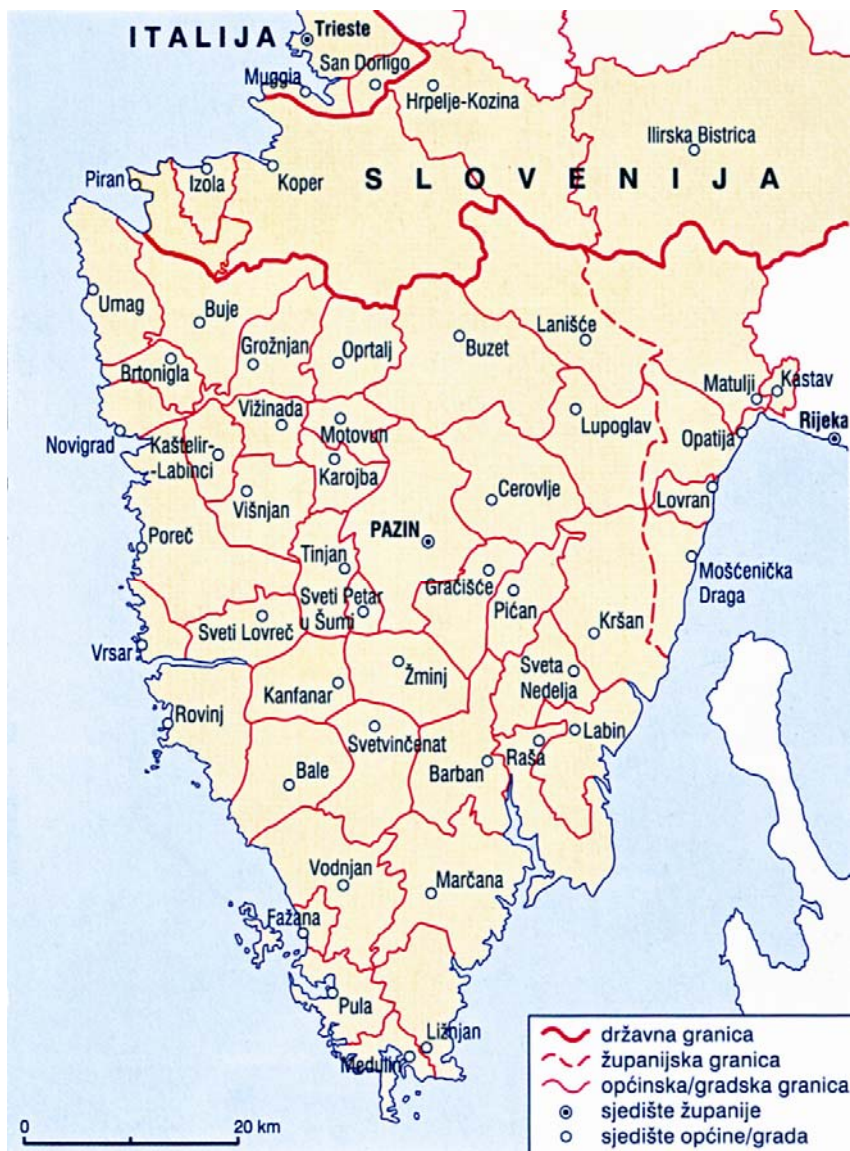 ITALIJA
Trieste
San Dorligo
Muggia
Hrpelje-Kozina
Ilirska Bistrica
SLOVENIJA
Piran
Izola
Koper
Umag
Buje
Grožnjan
Oprtalj
Buzet
Lanišće
Brtonigla
Matulji
Kastav
Vižinada
Motovun
Lupoglav
Opatija
Rijeka
Novigrad
Kaštelir-
-Labinci
Karojba
Višnjan
Cerovlje
Lovran
Poreč
PAZIN
Tinjan
Gračišće
Mošćenička
Draga
Sveti Petar
u Šumi
Pićan
Sveti Lovreč
Kršan
Vrsar
Žminj
Sveta
Nedelja
Kanfanar
Rovinj
Svetvinčenat
Labin
Raša
Barban
Bale
Vodnjan
Marčana
Fažana
Pula
Ližnjan
Medulin
državna granica
županijska granica
općinska/gradska granica
sjedište županije
sjedište općine/grada
0 20 km